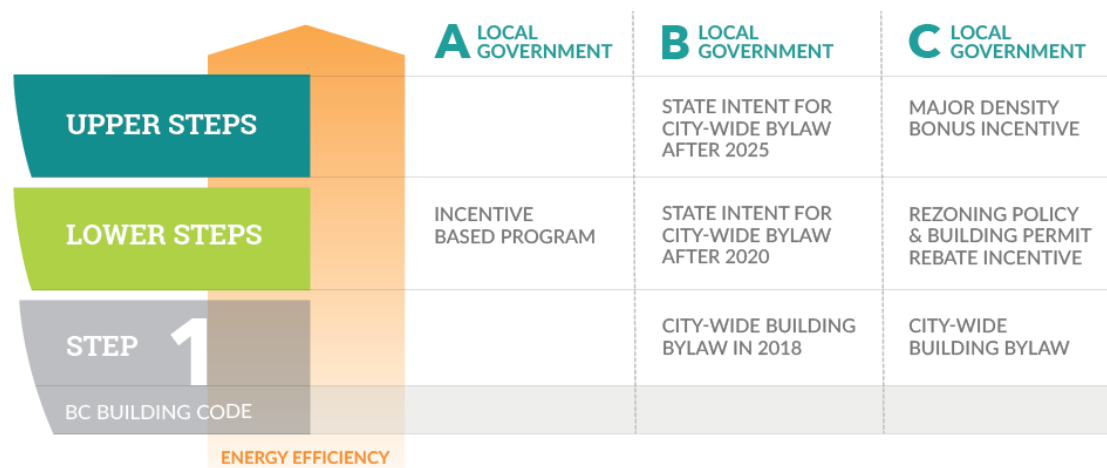 A LOCAL
GOVERNMENT
B LOCAL
GOVERNMENT
C LOCAL
GOVERNMENT
UPPER STEPS
STATE INTENT FOR
CITY-WIDE BYLAW
AFTER 2025
MAJOR DENSITY
BONUS INCENTIVE
LOWER STEPS
INCENTIVE
BASED PROGRAM
STATE INTENT FOR
CITY-WIDE BYLAW
AFTER 2020
REZONING POLICY
& BUILDING PERMIT
REBATE INCENTIVE
STEP 1
CITY-WIDE BUILDING
BYLAW IN 2018
CITY-WIDE
BUILDING BYLAW
BC BUILDING CODE
ENERGY EFFICIENCY